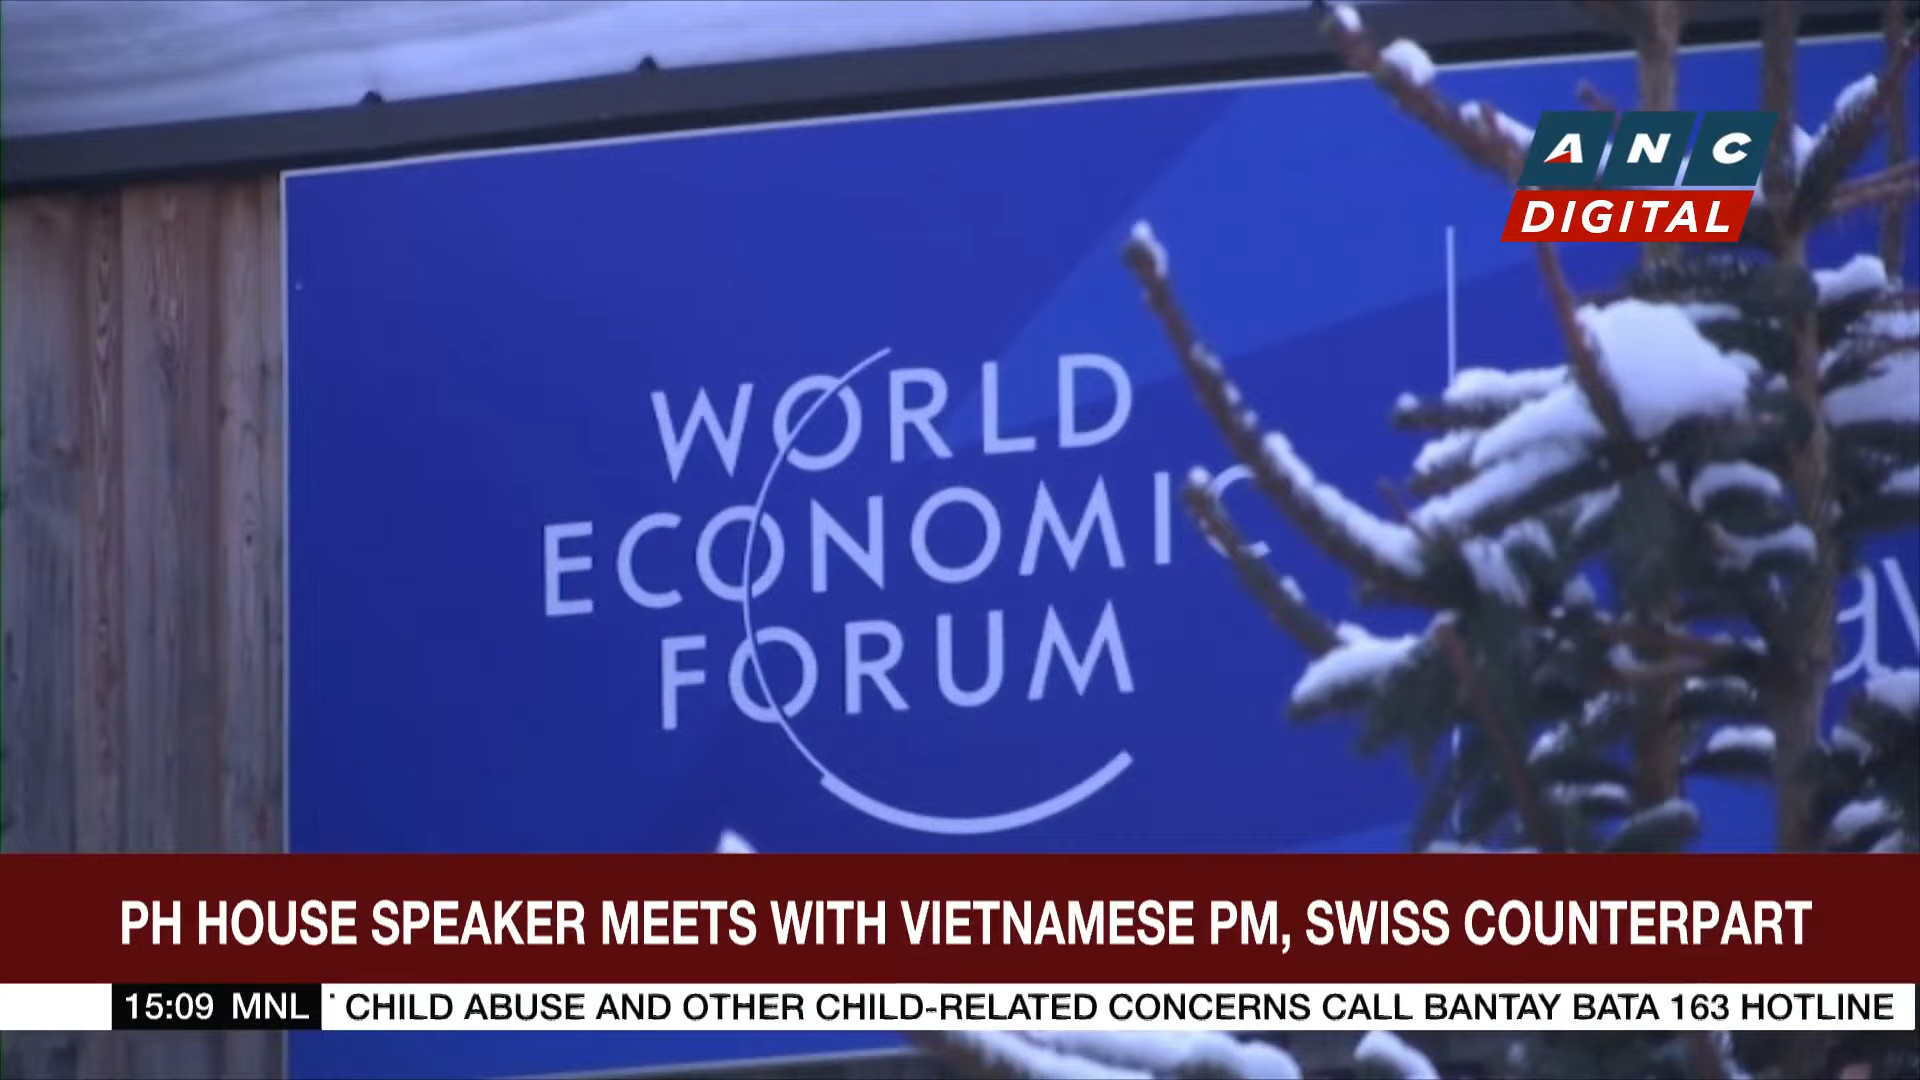 ANC
DIGITAL
WORLD
ECONOMIC
FORUM
PH HOUSE SPEAKER MEETS WITH VIETNAMESE PM, SWISS COUNTERPART
15:09 MNL CHILD ABUSE AND OTHER CHILD-RELATED CONCERNS CALL BANTAY BATA 163 HOTLINE